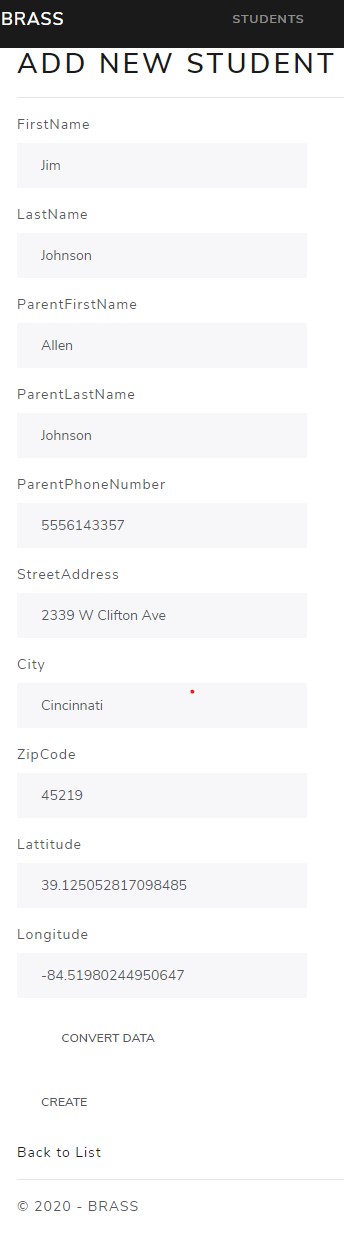 BRASS STUDENTS
ADD NEW STUDENT
FirstName
Jim
LastName
Johnson
ParentFirstName
Allen
ParentLastName
Johnson
ParentPhoneNumber
5556143357
StreetAddress
2339 W Clifton Ave
City
Cincinnati
ZipCode
45219
Lattitude
39.125052817098485
Longitude
-84.51980244950647
CONVERT DATA
CREATE
Back to List
© 2020 - BRASS